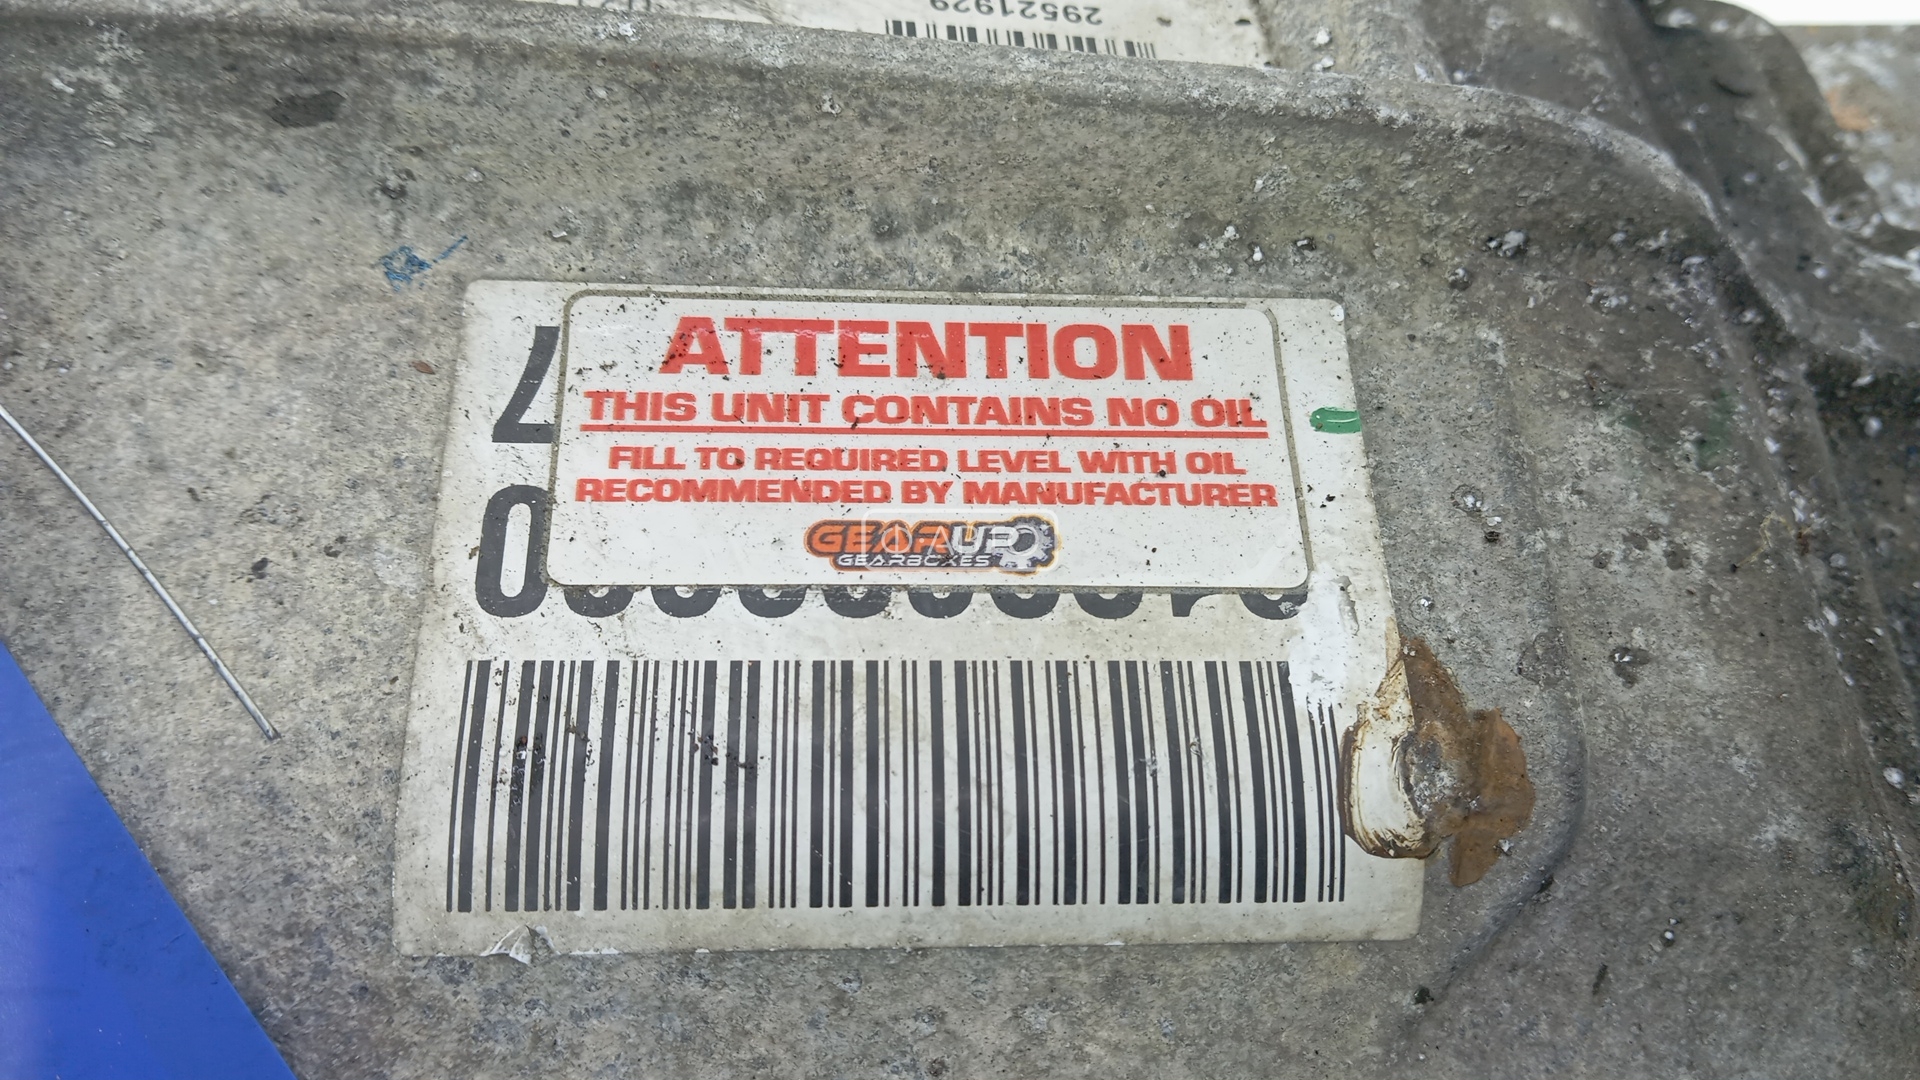 29521929
ATTENTION
THIS UNIT CONTAINS NO OIL
FILL TO REQUIRED LEVEL WITH OIL
RECOMMENDED BY MANUFACTURER
GEARUP
GEARBOXES